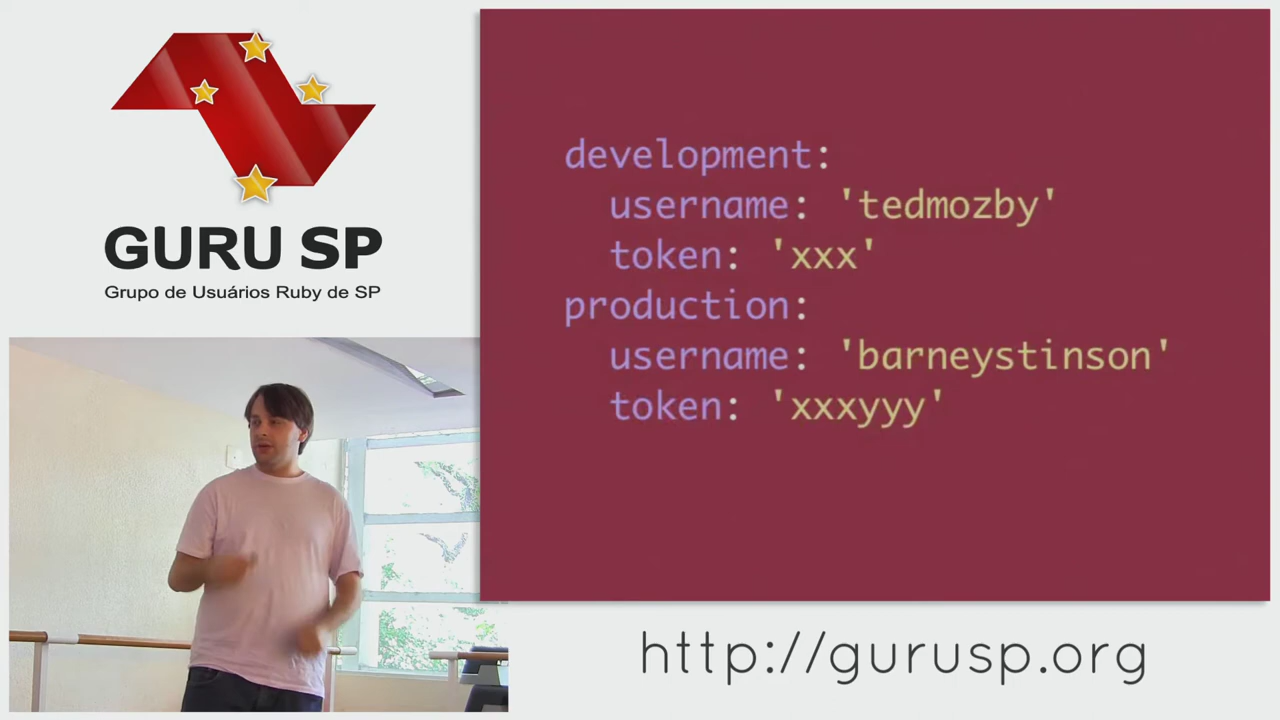 GURU SP
Grupo de Usuários Ruby de SP
development:
  username: 'tedmozby'
  token: 'xxx'
production:
  username: 'barneystinson'
  token: 'xxxyyy'
http://gurusp.org